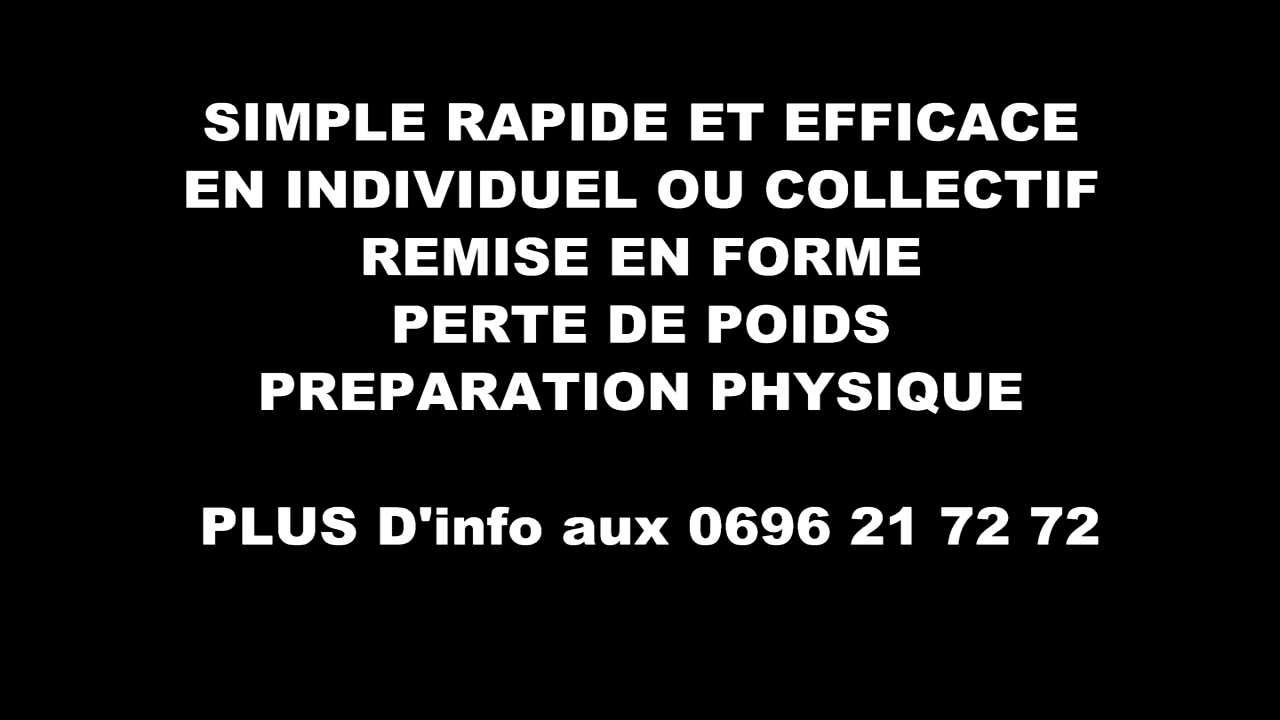 SIMPLE RAPIDE ET EFFICACE
EN INDIVIDUEL OU COLLECTIF
REMISE EN FORME
PERTE DE POIDS
PREPARATION PHYSIQUE
PLUS D'info aux 0696 21 72 72